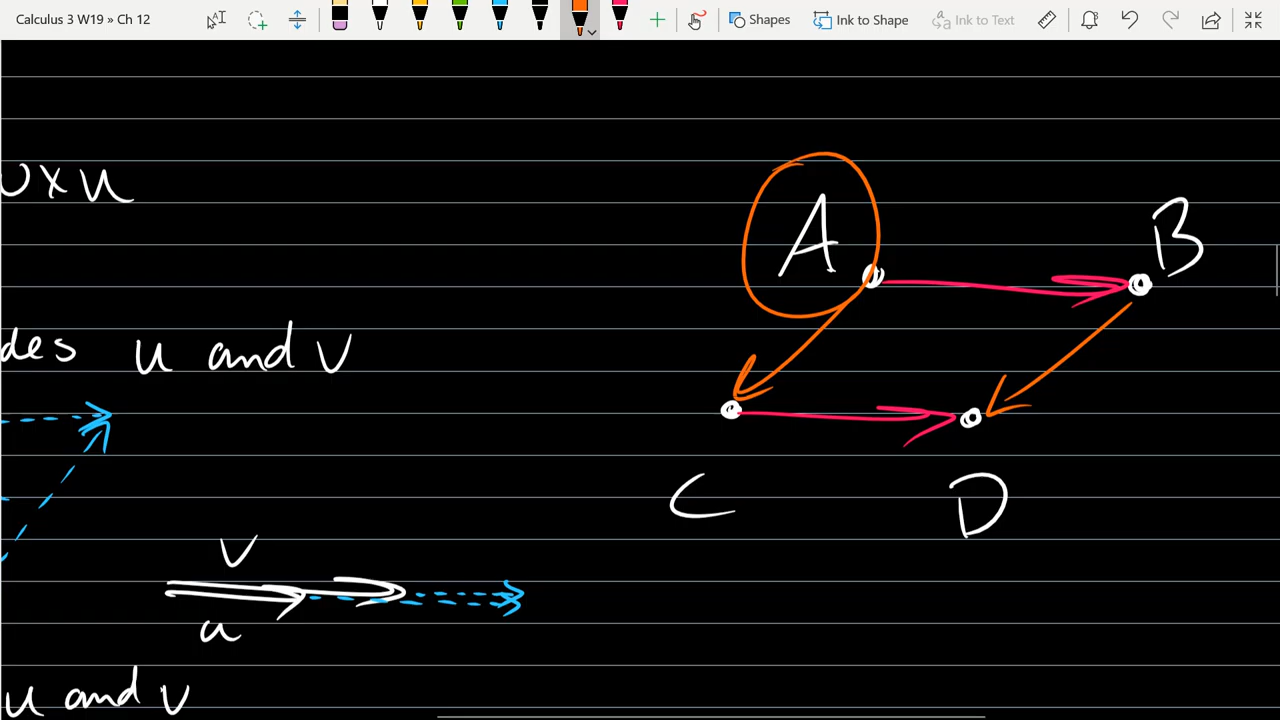 Calculus 3 W19 » Ch 12
Shapes
Ink to Shape
Ink to Text
u
A
B
des u and v
C
D
v
u
u and v